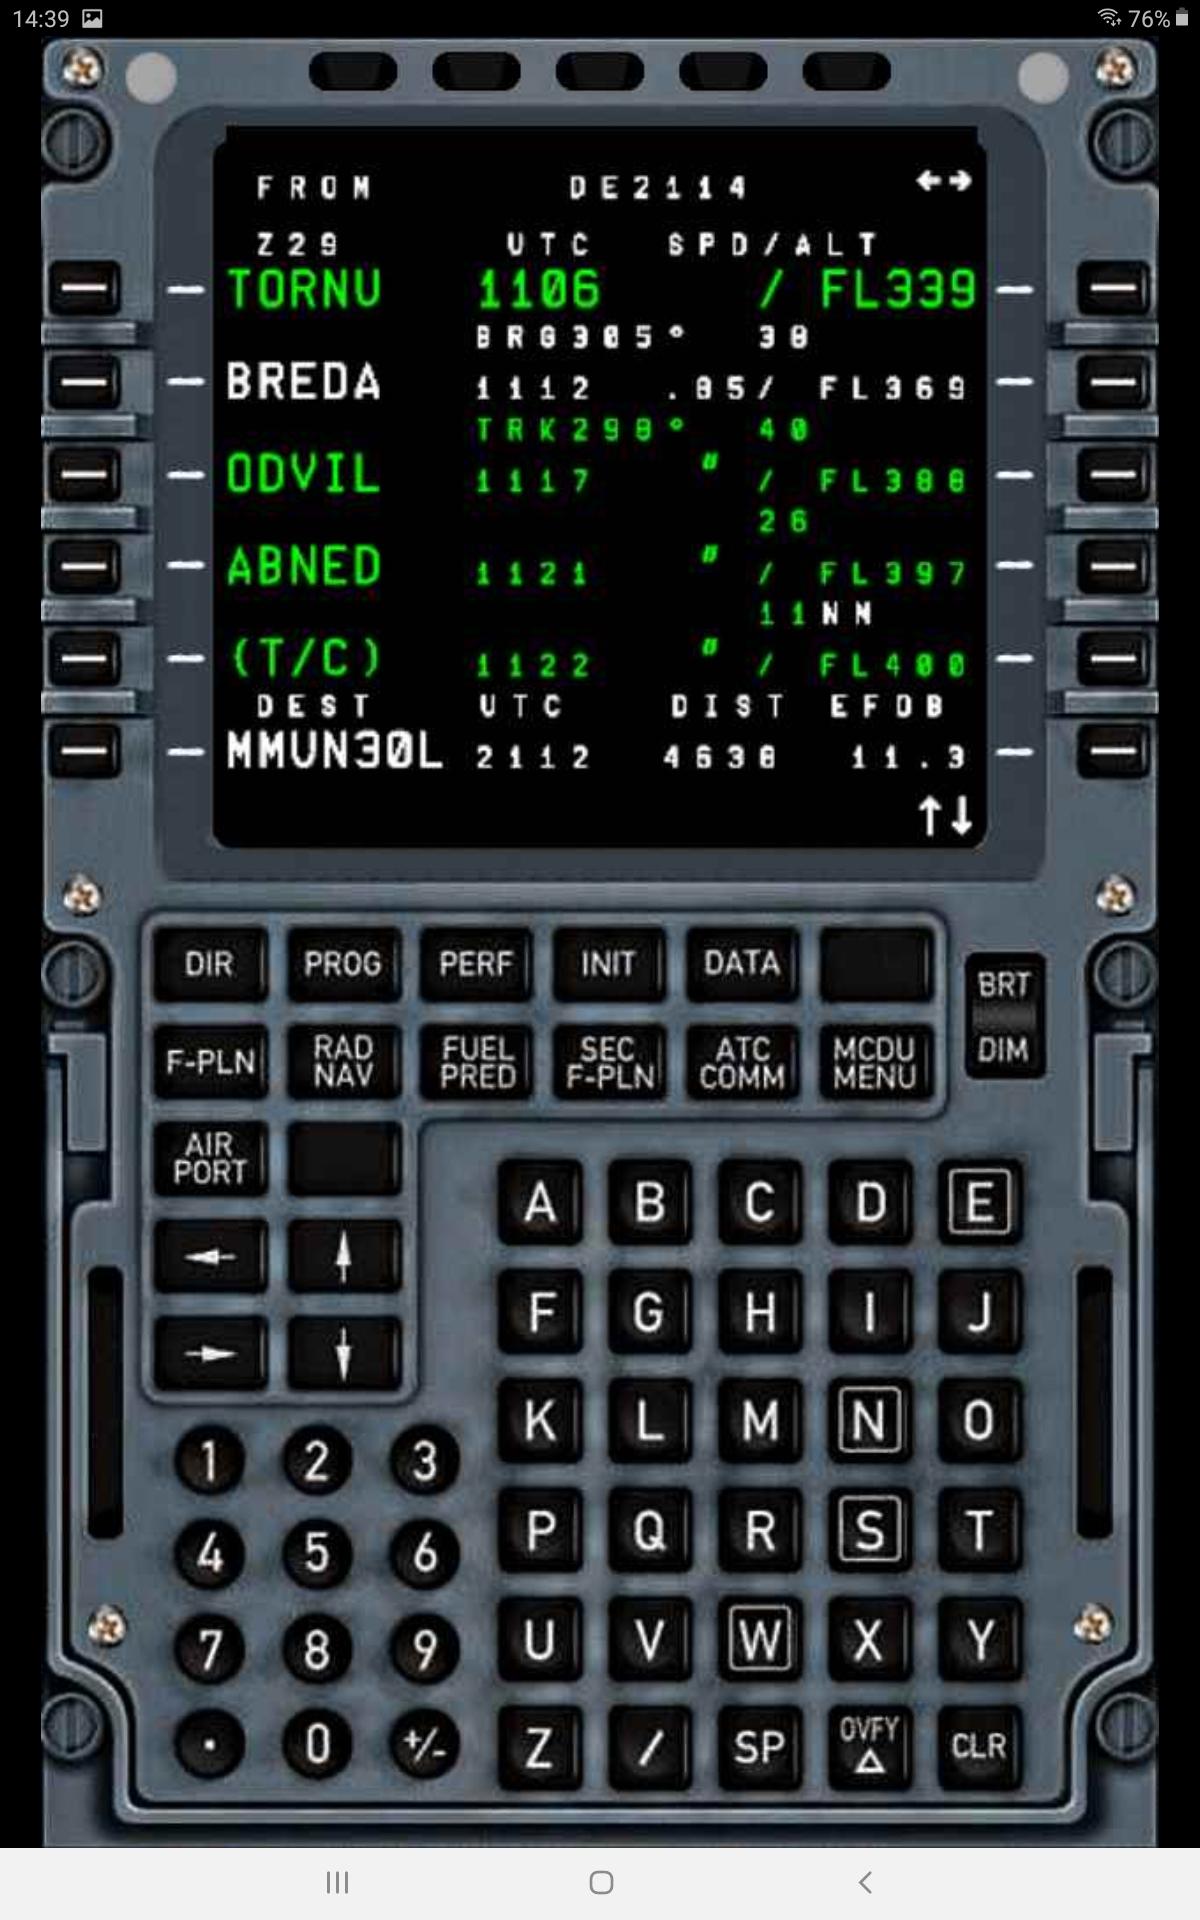 14:39 76%
FROM DE2114 ←→
Z29 UTC SPD/ALT
TORNU 1106 / FL339
BRG305° 38
BREDA 1112 .85/ FL369
TRK298° 40
ODVIL 1117 " / FL388
26
ABNED 1121 " / FL397
11NM
(T/C) 1122 " / FL400
DEST UTC DIST EFOB
MMUN30L 2112 4638 11.3
↑↓
DIR PROG PERF INIT DATA
BRT
DIM
F-PLN RAD NAV FUEL PRED SEC F-PLN ATC COMM MCDU MENU
AIR PORT
← ↑
→ ↓
A B C D E
F G H I J
K L M N O
P Q R S T
U V W X Y
Z / SP OVFY △ CLR
1 2 3
4 5 6
7 8 9
. 0 +/-